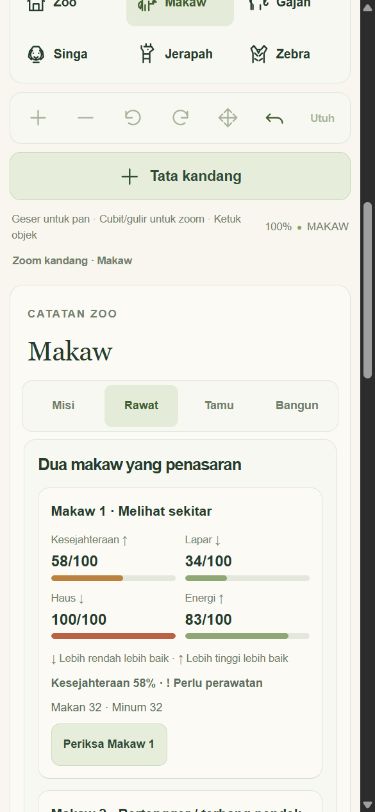 Zoo
Makaw
Gajah
Singa
Jerapah
Zebra
Utuh
Tata kandang
Geser untuk pan · Cubit/gulir untuk zoom · Ketuk
objek
100% • MAKAW
Zoom kandang · Makaw
CATATAN ZOO
Makaw
Misi
Rawat
Tamu
Bangun
Dua makaw yang penasaran
Makaw 1 · Melihat sekitar
Kesejahteraan ↑
Lapar ↓
58/100
34/100
Haus ↓
Energi ↑
100/100
83/100
↓ Lebih rendah lebih baik · ↑ Lebih tinggi lebih baik
Kesejahteraan 58% · ! Perlu perawatan
Makan 32 · Minum 32
Periksa Makaw 1